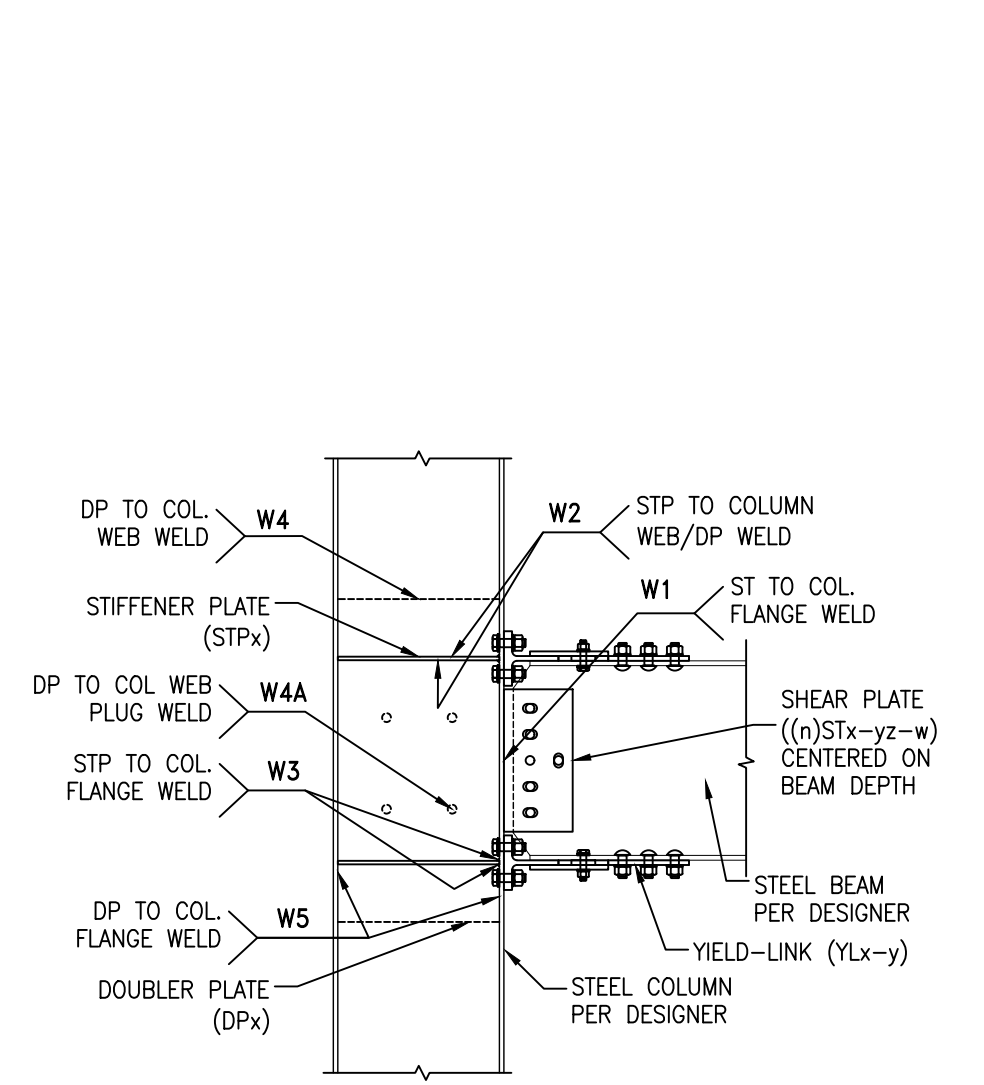 DP TO COL.
WEB WELD
W4
W2
STP TO COLUMN
WEB/DP WELD
W1
ST TO COL.
FLANGE WELD
STIFFENER PLATE
(STPx)
DP TO COL WEB
PLUG WELD
W4A
SHEAR PLATE
((n)STx-yz-w)
CENTERED ON
BEAM DEPTH
STP TO COL.
FLANGE WELD
W3
STEEL BEAM
PER DESIGNER
DP TO COL.
FLANGE WELD
W5
YIELD-LINK (YLx-y)
DOUBLER PLATE
(DPx)
STEEL COLUMN
PER DESIGNER